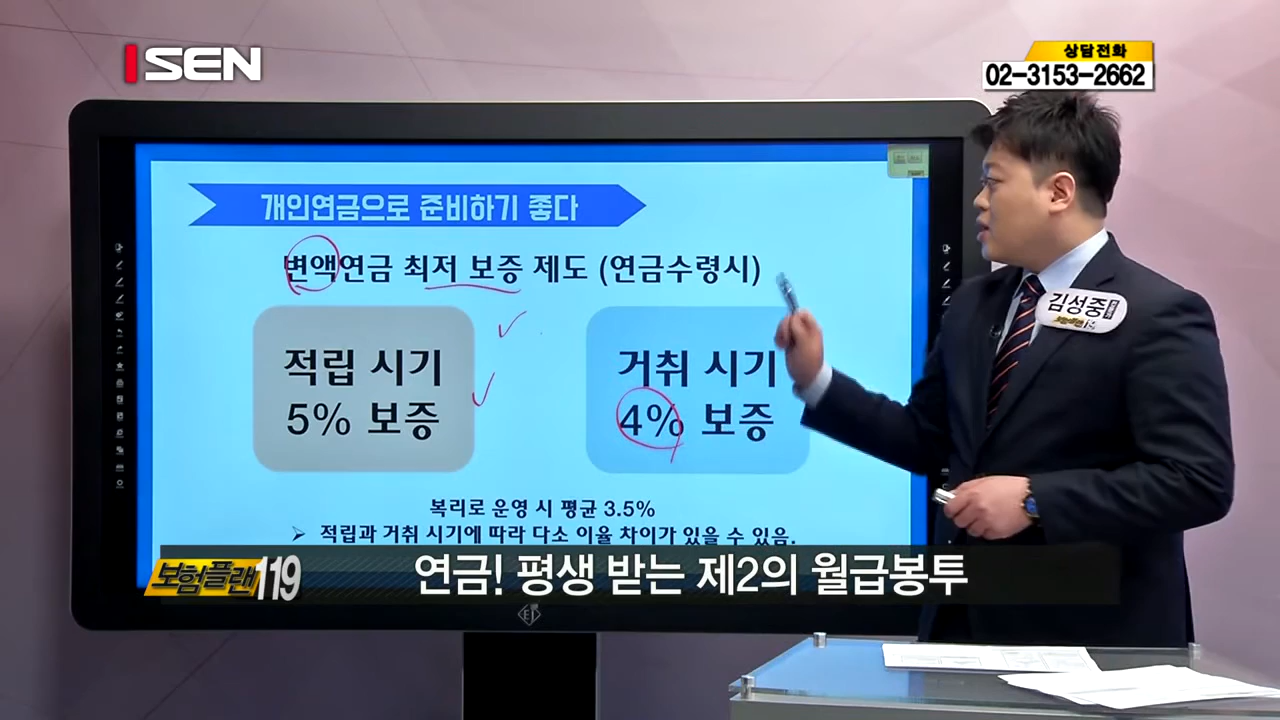 SEN
상담전화
02-3153-2662
개인연금으로 준비하기 좋다
변액연금 최저 보증 제도 (연금수령시)
적립 시기
5% 보증
거취 시기
4% 보증
김성중
복리로 운영 시 평균 3.5%
➢ 적립과 거취 시기에 따라 다소 이율 차이가 있을 수 있음.
보험플랜119
연금! 평생 받는 제2의 월급봉투